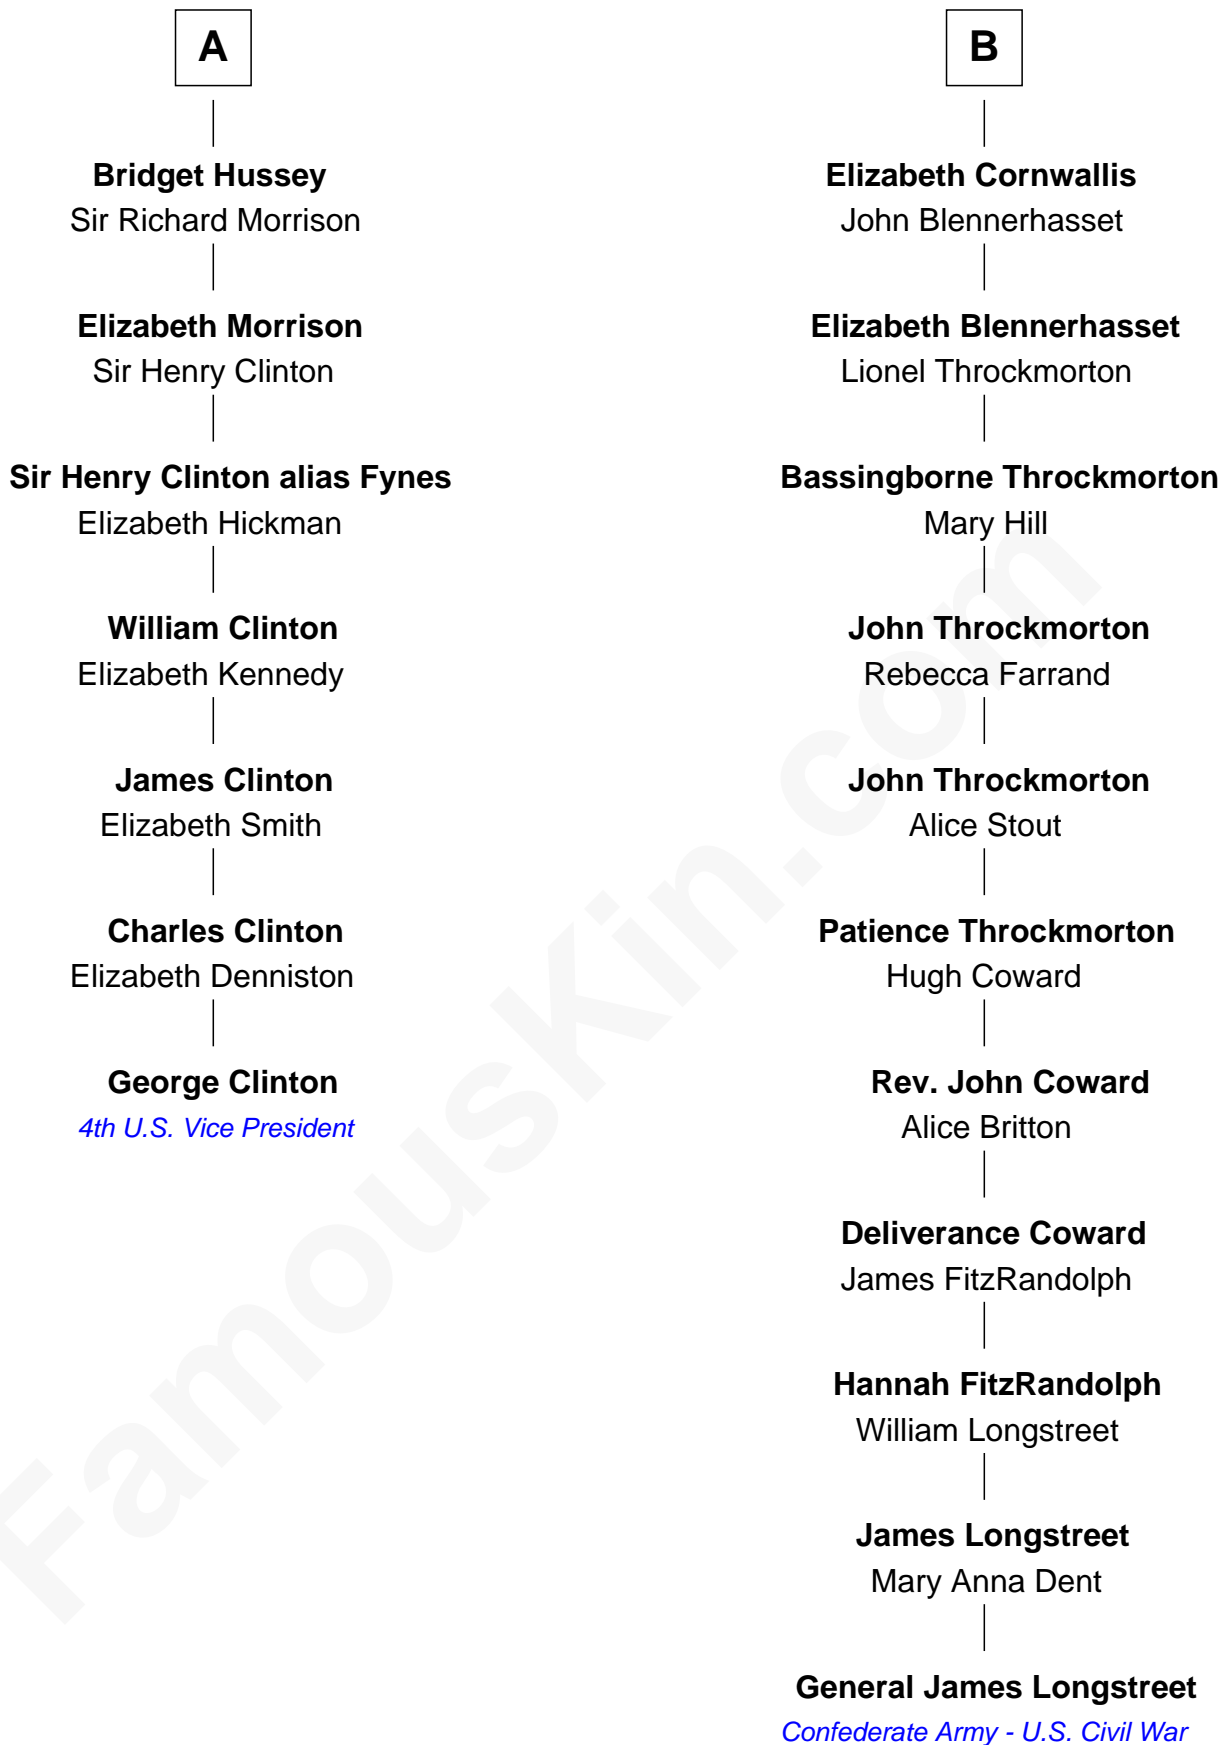 A
Bridget Hussey
Sir Richard Morrison
Elizabeth Morrison
Sir Henry Clinton
Sir Henry Clinton alias Fynes
Elizabeth Hickman
William Clinton
Elizabeth Kennedy
James Clinton
Elizabeth Smith
Charles Clinton
Elizabeth Denniston
George Clinton
4th U.S. Vice President
B
Elizabeth Cornwallis
John Blennerhasset
Elizabeth Blennerhasset
Lionel Throckmorton
Bassingborne Throckmorton
Mary Hill
John Throckmorton
Rebecca Farrand
John Throckmorton
Alice Stout
Patience Throckmorton
Hugh Coward
Rev. John Coward
Alice Britton
Deliverance Coward
James FitzRandolph
Hannah FitzRandolph
William Longstreet
James Longstreet
Mary Anna Dent
General James Longstreet
Confederate Army - U.S. Civil War
FamousKin.com